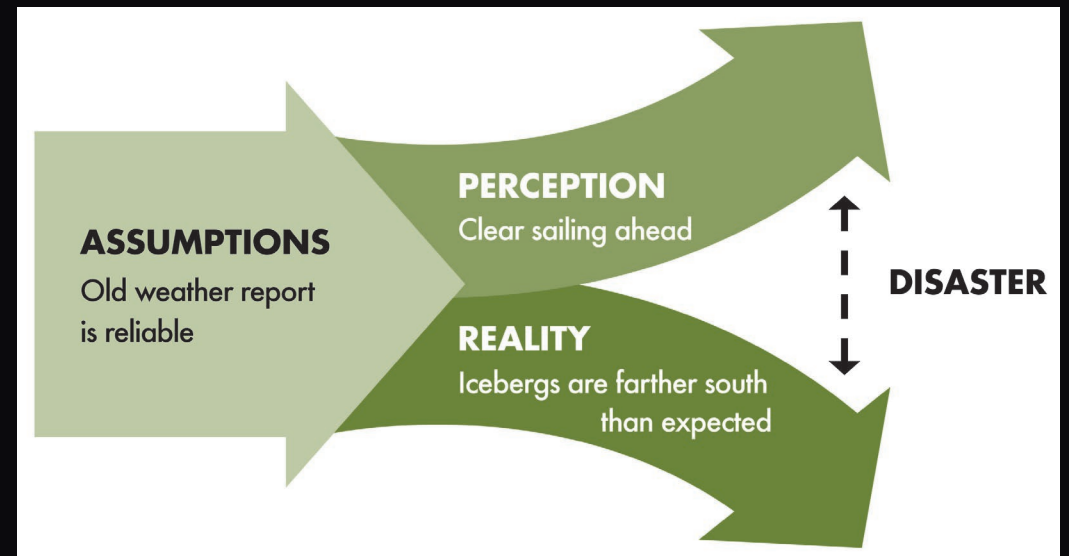 ASSUMPTIONS
Old weather report
is reliable
PERCEPTION
Clear sailing ahead
REALITY
Icebergs are farther south
than expected
DISASTER